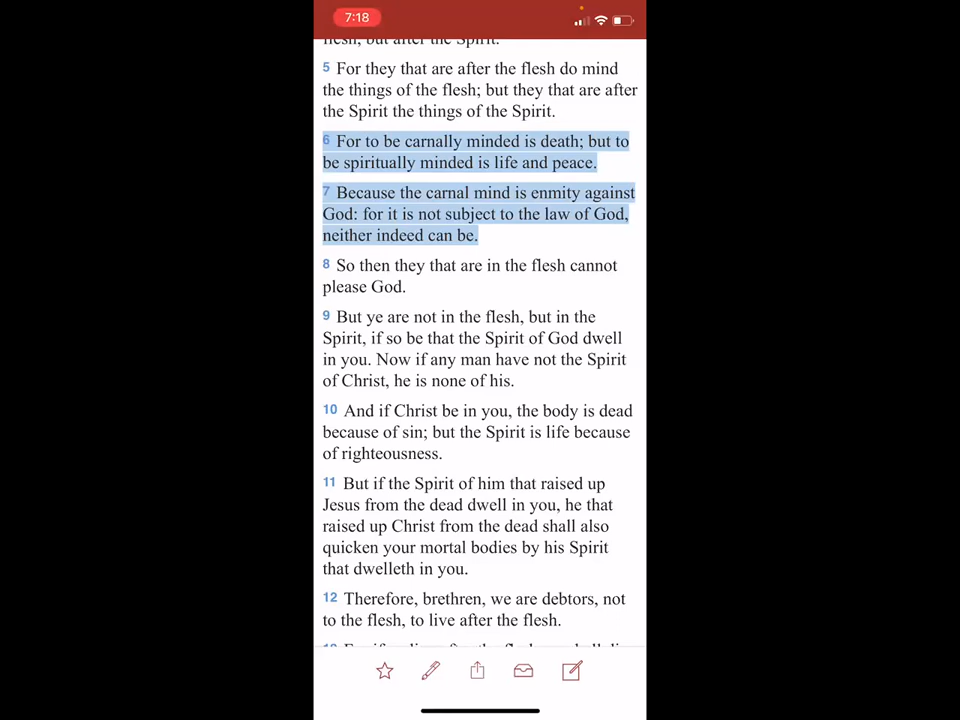 7:18
flesh, but after the Spirit.
5 For they that are after the flesh do mind
the things of the flesh; but they that are after
the Spirit the things of the Spirit.
6 For to be carnally minded is death; but to
be spiritually minded is life and peace.
7 Because the carnal mind is enmity against
God: for it is not subject to the law of God,
neither indeed can be.
8 So then they that are in the flesh cannot
please God.
9 But ye are not in the flesh, but in the
Spirit, if so be that the Spirit of God dwell
in you. Now if any man have not the Spirit
of Christ, he is none of his.
10 And if Christ be in you, the body is dead
because of sin; but the Spirit is life because
of righteousness.
11 But if the Spirit of him that raised up
Jesus from the dead dwell in you, he that
raised up Christ from the dead shall also
quicken your mortal bodies by his Spirit
that dwelleth in you.
12 Therefore, brethren, we are debtors, not
to the flesh, to live after the flesh.